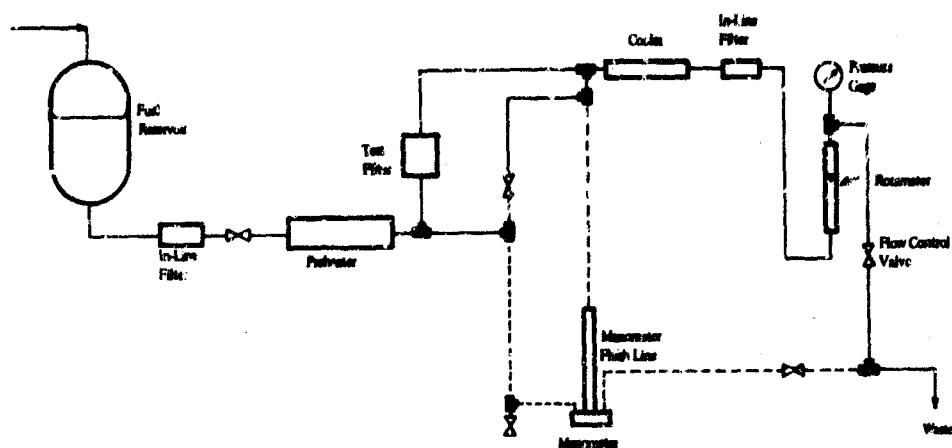 Cooler
In-Line
Filter
Pressure
Gage
Fuel
Reservoir
Test
Filter
Rotameter
In-Line
Filter
Preheater
Flow Control
Valve
Manometer
Flush Line
Manometer
Waste